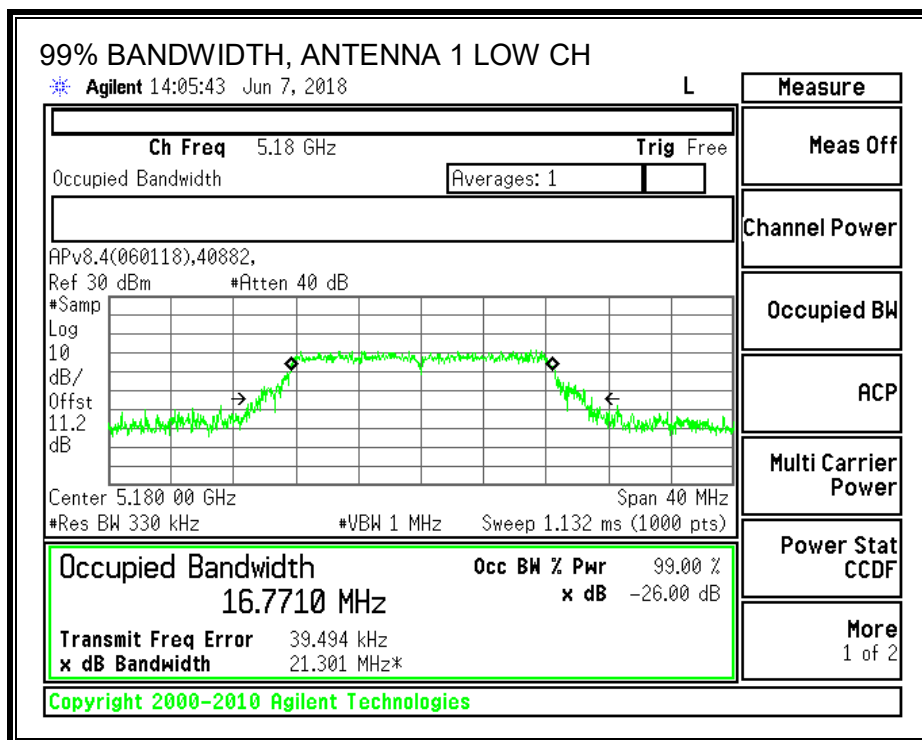 99% BANDWIDTH, ANTENNA 1 LOW CH
Agilent 14:05:43 Jun 7, 2018 L
Measure
Ch Freq 5.18 GHz Trig Free
Meas Off
Occupied Bandwidth Averages: 1
Channel Power
APv8.4(060118),40882,
Ref 30 dBm #Atten 40 dB
#Samp
Log
10
dB/
Offst
11.2
dB
Occupied BW
ACP
Multi Carrier
Power
Center 5.180 00 GHz Span 40 MHz
#Res BW 330 kHz #VBW 1 MHz Sweep 1.132 ms (1000 pts)
Power Stat
CCDF
Occupied Bandwidth Occ BW % Pwr 99.00 %
16.7710 MHz x dB -26.00 dB
Transmit Freq Error 39.494 kHz
x dB Bandwidth 21.301 MHz*
More
1 of 2
Copyright 2000-2010 Agilent Technologies